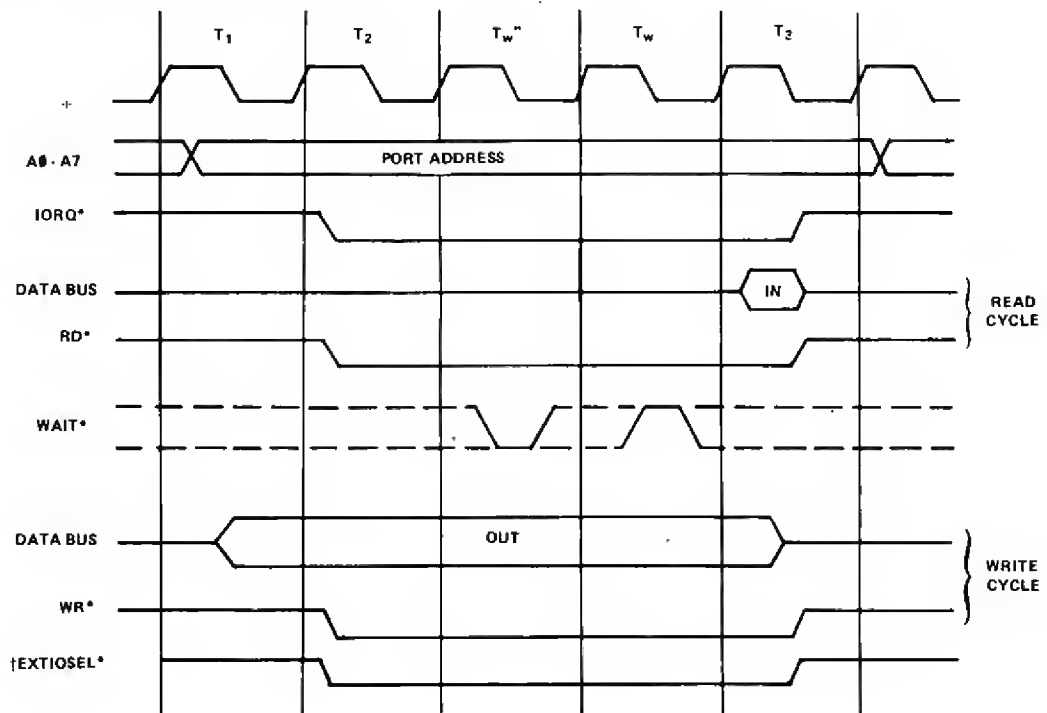 T1 T2 Tw* Tw T3
A0 - A7 PORT ADDRESS
IORQ*
DATA BUS IN
READ CYCLE
RD*
WAIT*
DATA BUS OUT
WRITE CYCLE
WR*
†EXTIOSEL*